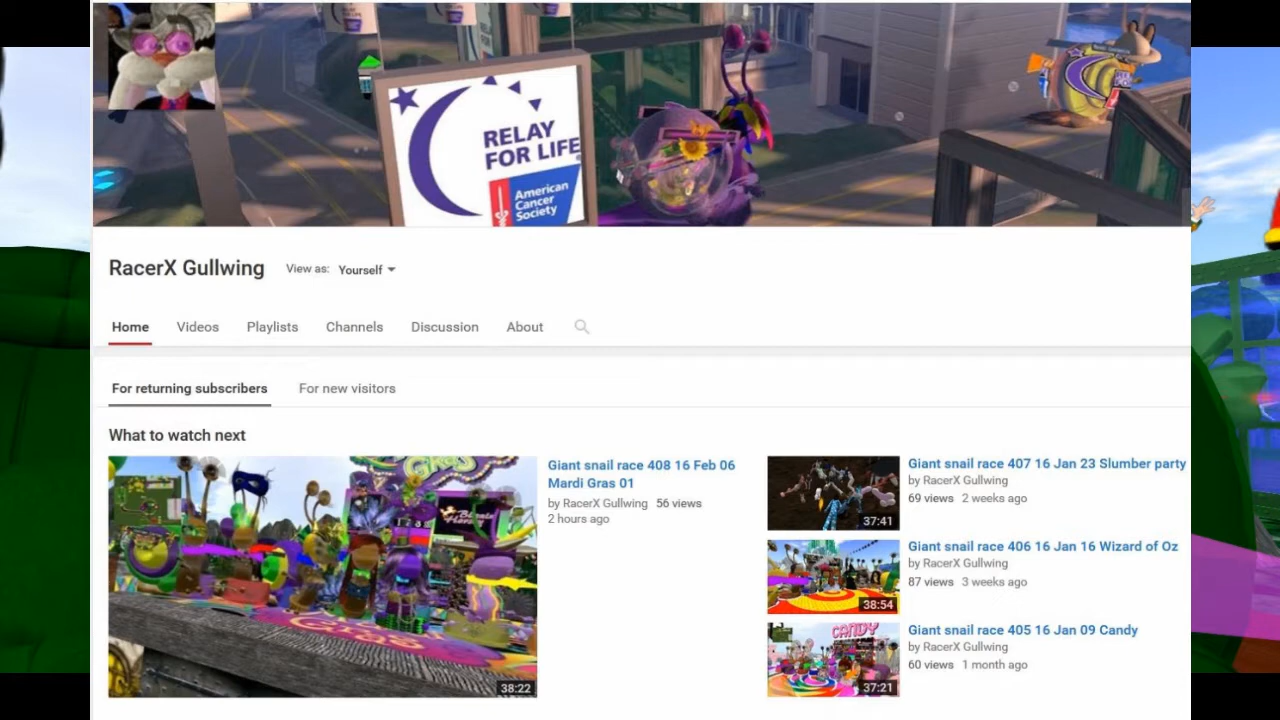 RELAY
FOR LIFE
American
Cancer
Society
RacerX Gullwing
View as: Yourself
Home Videos Playlists Channels Discussion About
For returning subscribers For new visitors
What to watch next
Giant snail race 408 16 Feb 06
Mardi Gras 01
by RacerX Gullwing 56 views
2 hours ago
38:22
Giant snail race 407 16 Jan 23 Slumber party
by RacerX Gullwing
69 views 2 weeks ago
37:41
Giant snail race 406 16 Jan 16 Wizard of Oz
by RacerX Gullwing
87 views 3 weeks ago
38:54
Giant snail race 405 16 Jan 09 Candy
by RacerX Gullwing
60 views 1 month ago
CANDY
37:21